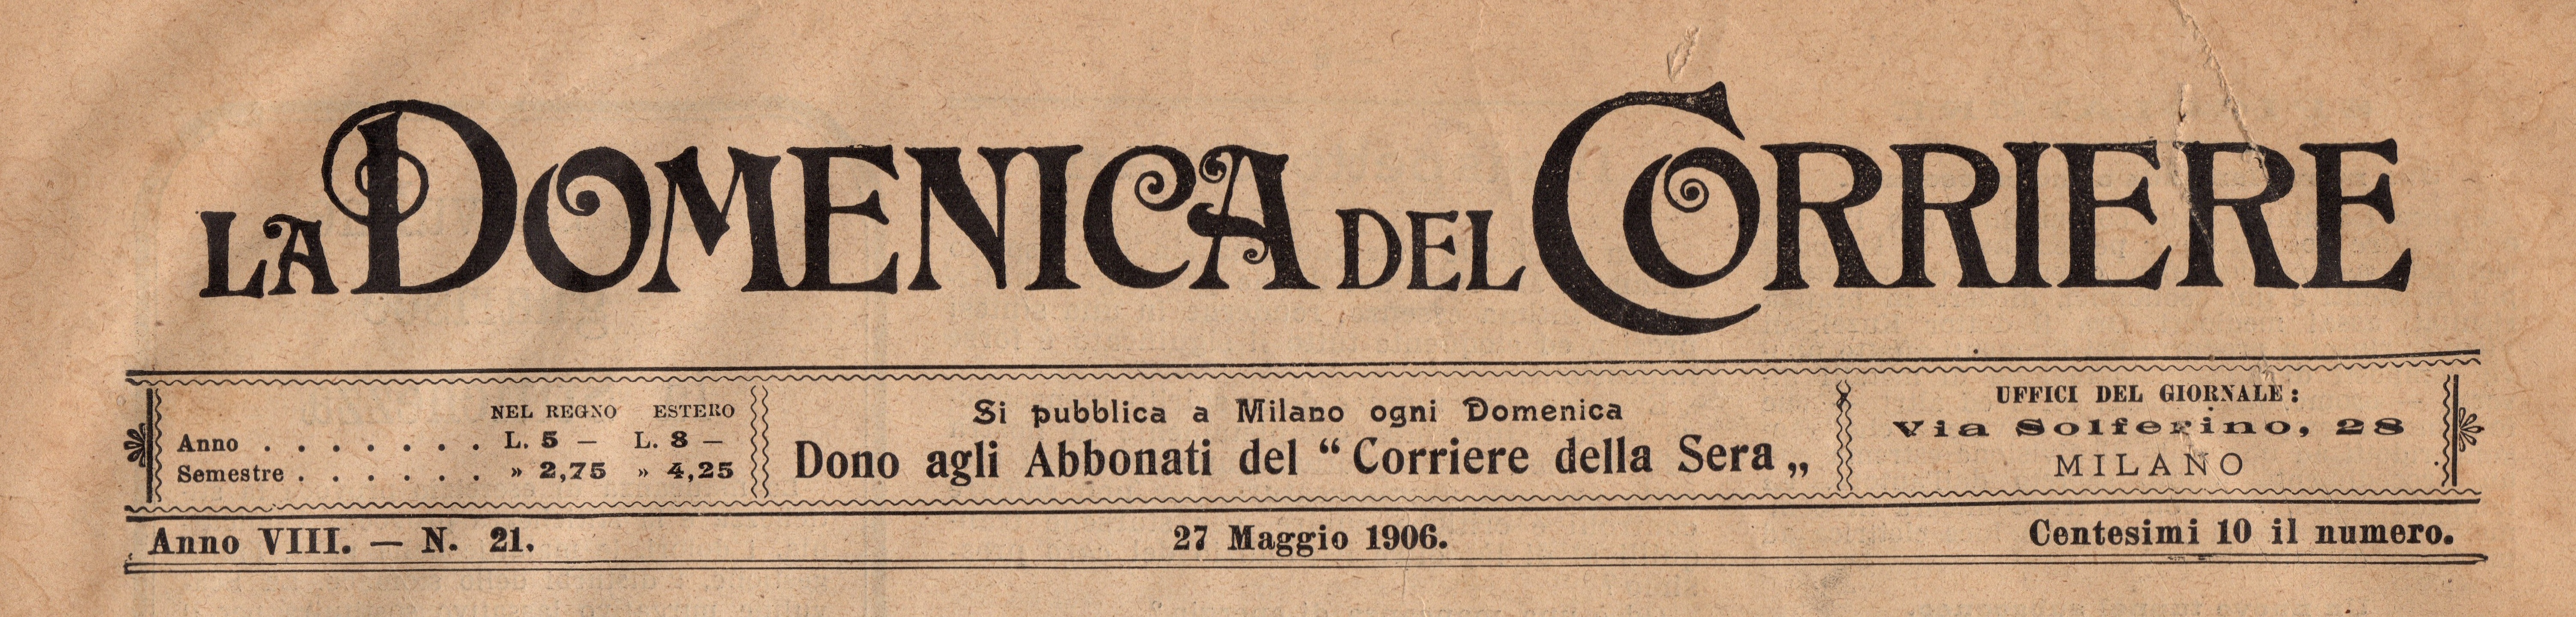 LA DOMENICA DEL CORRIERE
NEL REGNO ESTERO
Anno . . . . . . . L. 5 — L. 8 —
Semestre . . . . . . » 2,75 » 4,25
Si pubblica a Milano ogni Domenica
Dono agli Abbonati del “Corriere della Sera„
UFFICI DEL GIORNALE:
Via Solferino, 28
MILANO
Anno VIII. — N. 21.
27 Maggio 1906.
Centesimi 10 il numero.